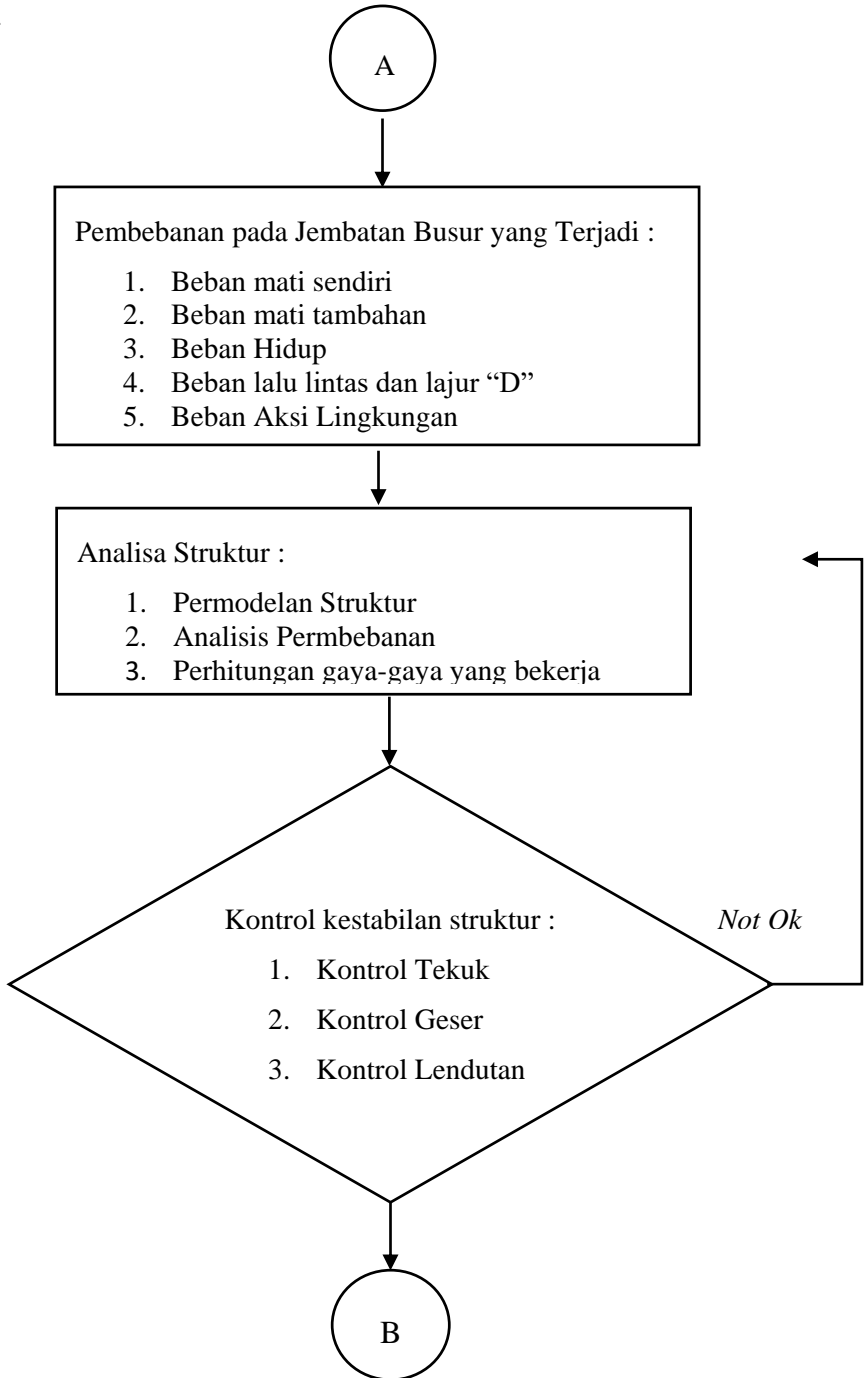 A
Pembebanan pada Jembatan Busur yang Terjadi :
1. Beban mati sendiri
2. Beban mati tambahan
3. Beban Hidup
4. Beban lalu lintas dan lajur “D”
5. Beban Aksi Lingkungan
Analisa Struktur :
1. Permodelan Struktur
2. Analisis Permbebanan
3. Perhitungan gaya-gaya yang bekerja
Kontrol kestabilan struktur :
Not Ok
1. Kontrol Tekuk
2. Kontrol Geser
3. Kontrol Lendutan
B